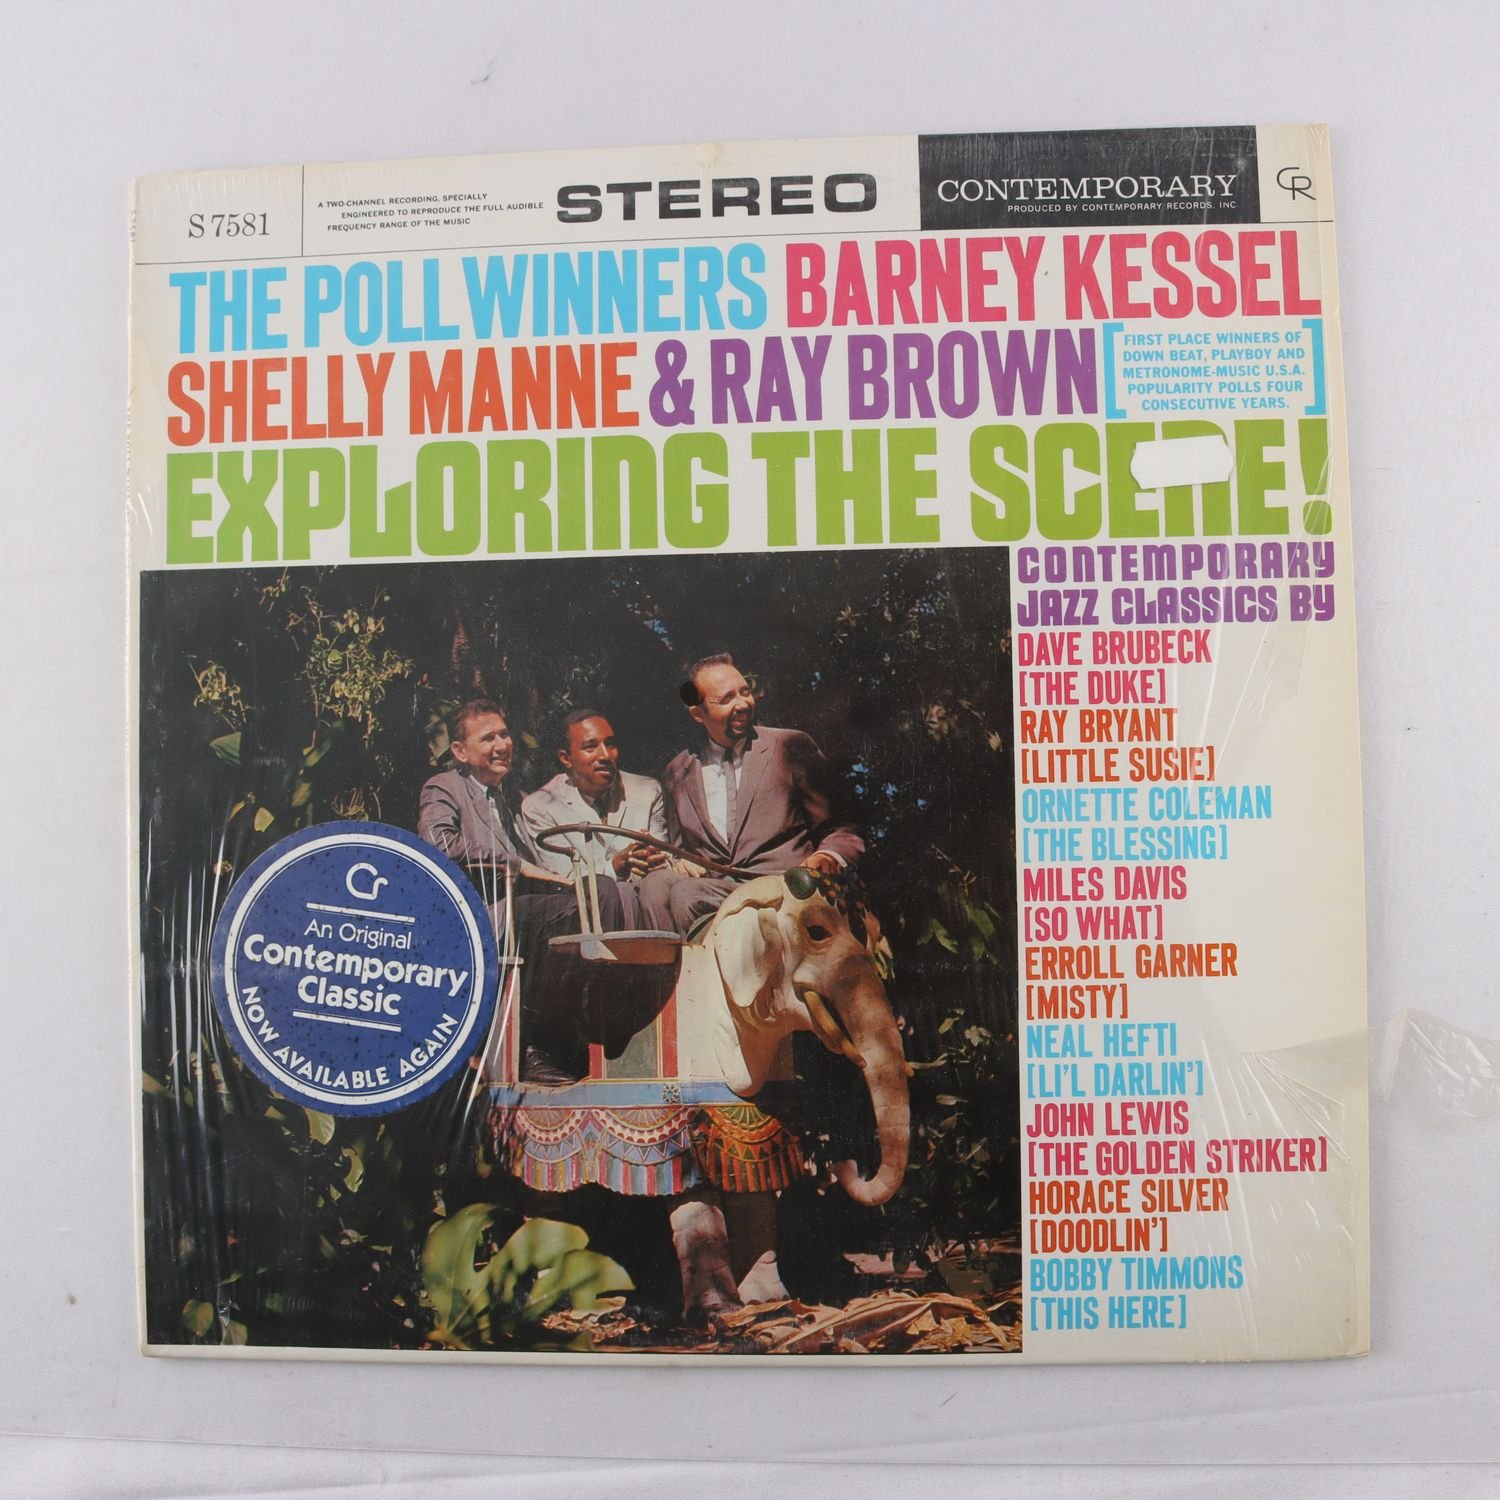 S 7581
A TWO-CHANNEL RECORDING, SPECIALLY
ENGINEERED TO REPRODUCE THE FULL AUDIBLE
FREQUENCY RANGE OF THE MUSIC
STEREO
CONTEMPORARY
PRODUCED BY CONTEMPORARY RECORDS, INC
CR
THE POLL WINNERS BARNEY KESSEL
SHELLY MANNE & RAY BROWN
[FIRST PLACE WINNERS OF
DOWN BEAT, PLAYBOY AND
METRONOME-MUSIC U.S.A.
POPULARITY POLLS FOUR
CONSECUTIVE YEARS.]
EXPLORING THE SCENE!
CONTEMPORARY
JAZZ CLASSICS BY
DAVE BRUBECK
[THE DUKE]
RAY BRYANT
[LITTLE SUSIE]
ORNETTE COLEMAN
[THE BLESSING]
MILES DAVIS
[SO WHAT]
ERROLL GARNER
[MISTY]
NEAL HEFTI
[LI'L DARLIN']
JOHN LEWIS
[THE GOLDEN STRIKER]
HORACE SILVER
[DOODLIN']
BOBBY TIMMONS
[THIS HERE]
Cr
An Original
Contemporary
Classic
NOW AVAILABLE AGAIN